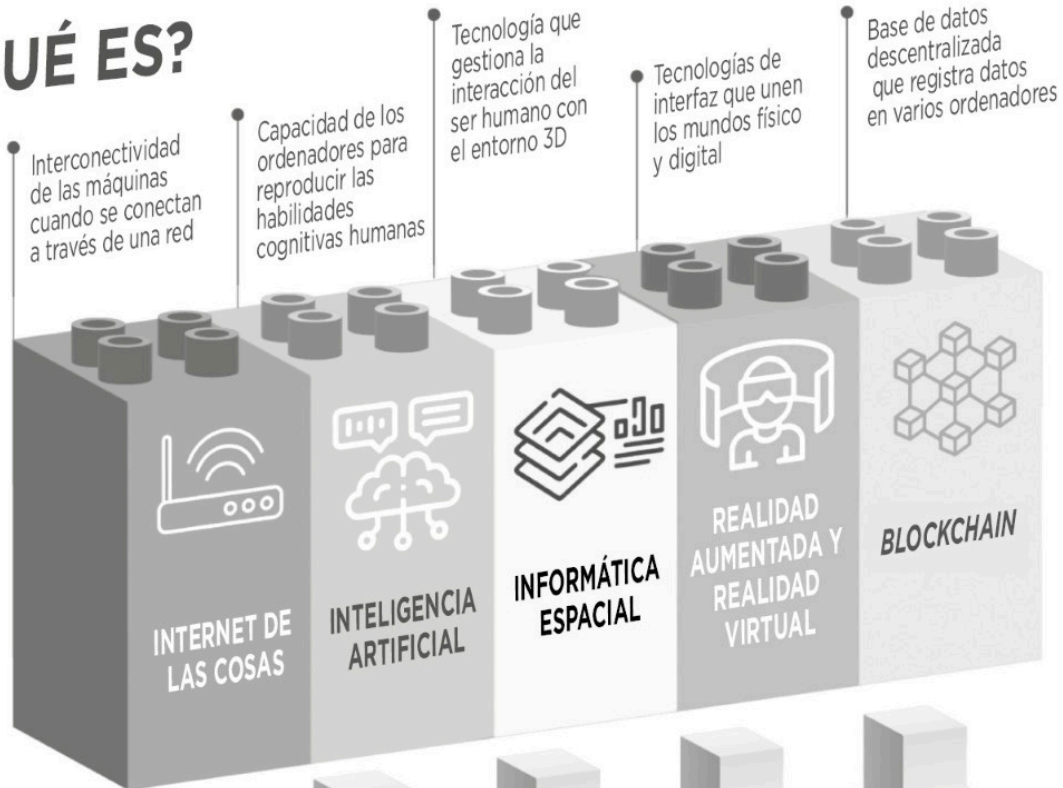 UÉ ES?
Interconectividad
de las máquinas
cuando se conectan
a través de una red
Capacidad de los
ordenadores para
reproducir las
habilidades
cognitivas humanas
Tecnología que
gestiona la
interacción del
ser humano con
el entorno 3D
Tecnologías de
interfaz que unen
los mundos físico
y digital
Base de datos
descentralizada
que registra datos
en varios ordenadores
INTERNET DE
LAS COSAS
INTELIGENCIA
ARTIFICIAL
INFORMÁTICA
ESPACIAL
REALIDAD
AUMENTADA Y
REALIDAD
VIRTUAL
BLOCKCHAIN